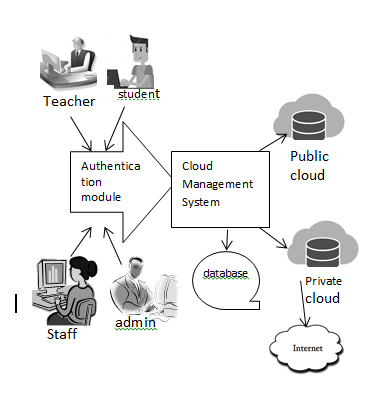 Teacher
student
Authentica
tion
module
Cloud
Management
System
Public
cloud
database
Private
cloud
Staff
admin
Internet